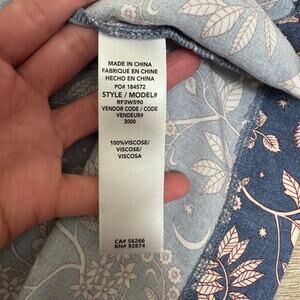 MADE IN CHINA
FABRIQUE EN CHINE
HECHO EN CHINA
PO# 184572
STYLE / MODEL#
RF3W590
VENDOR CODE / CODE
VENDEUR#
3000
100%VISCOSE/
VISCOSE/
VISCOSA
CA# 56266
RN# 92874